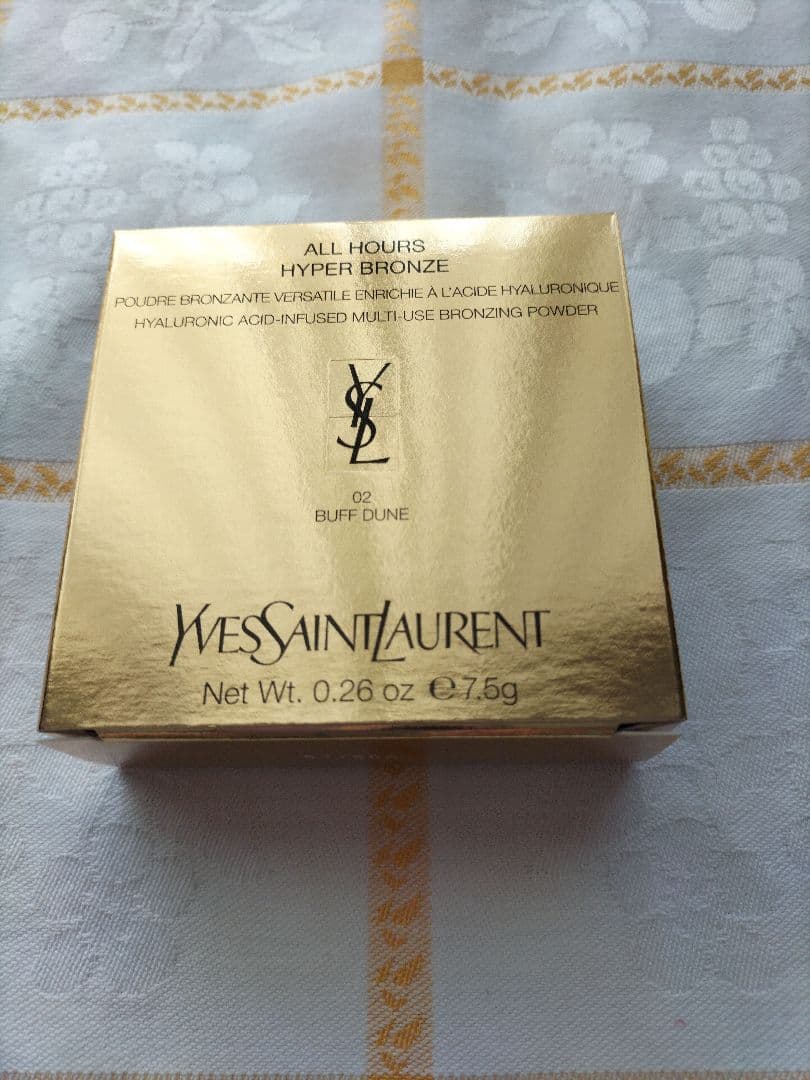 ALL HOURS
HYPER BRONZE
POUDRE BRONZANTE VERSATILE ENRICHIE À L'ACIDE HYALURONIQUE
HYALURONIC ACID-INFUSED MULTI-USE BRONZING POWDER
YSL
02
BUFF DUNE
YVESSAINTLAURENT
Net Wt. 0.26 oz ℮7.5g